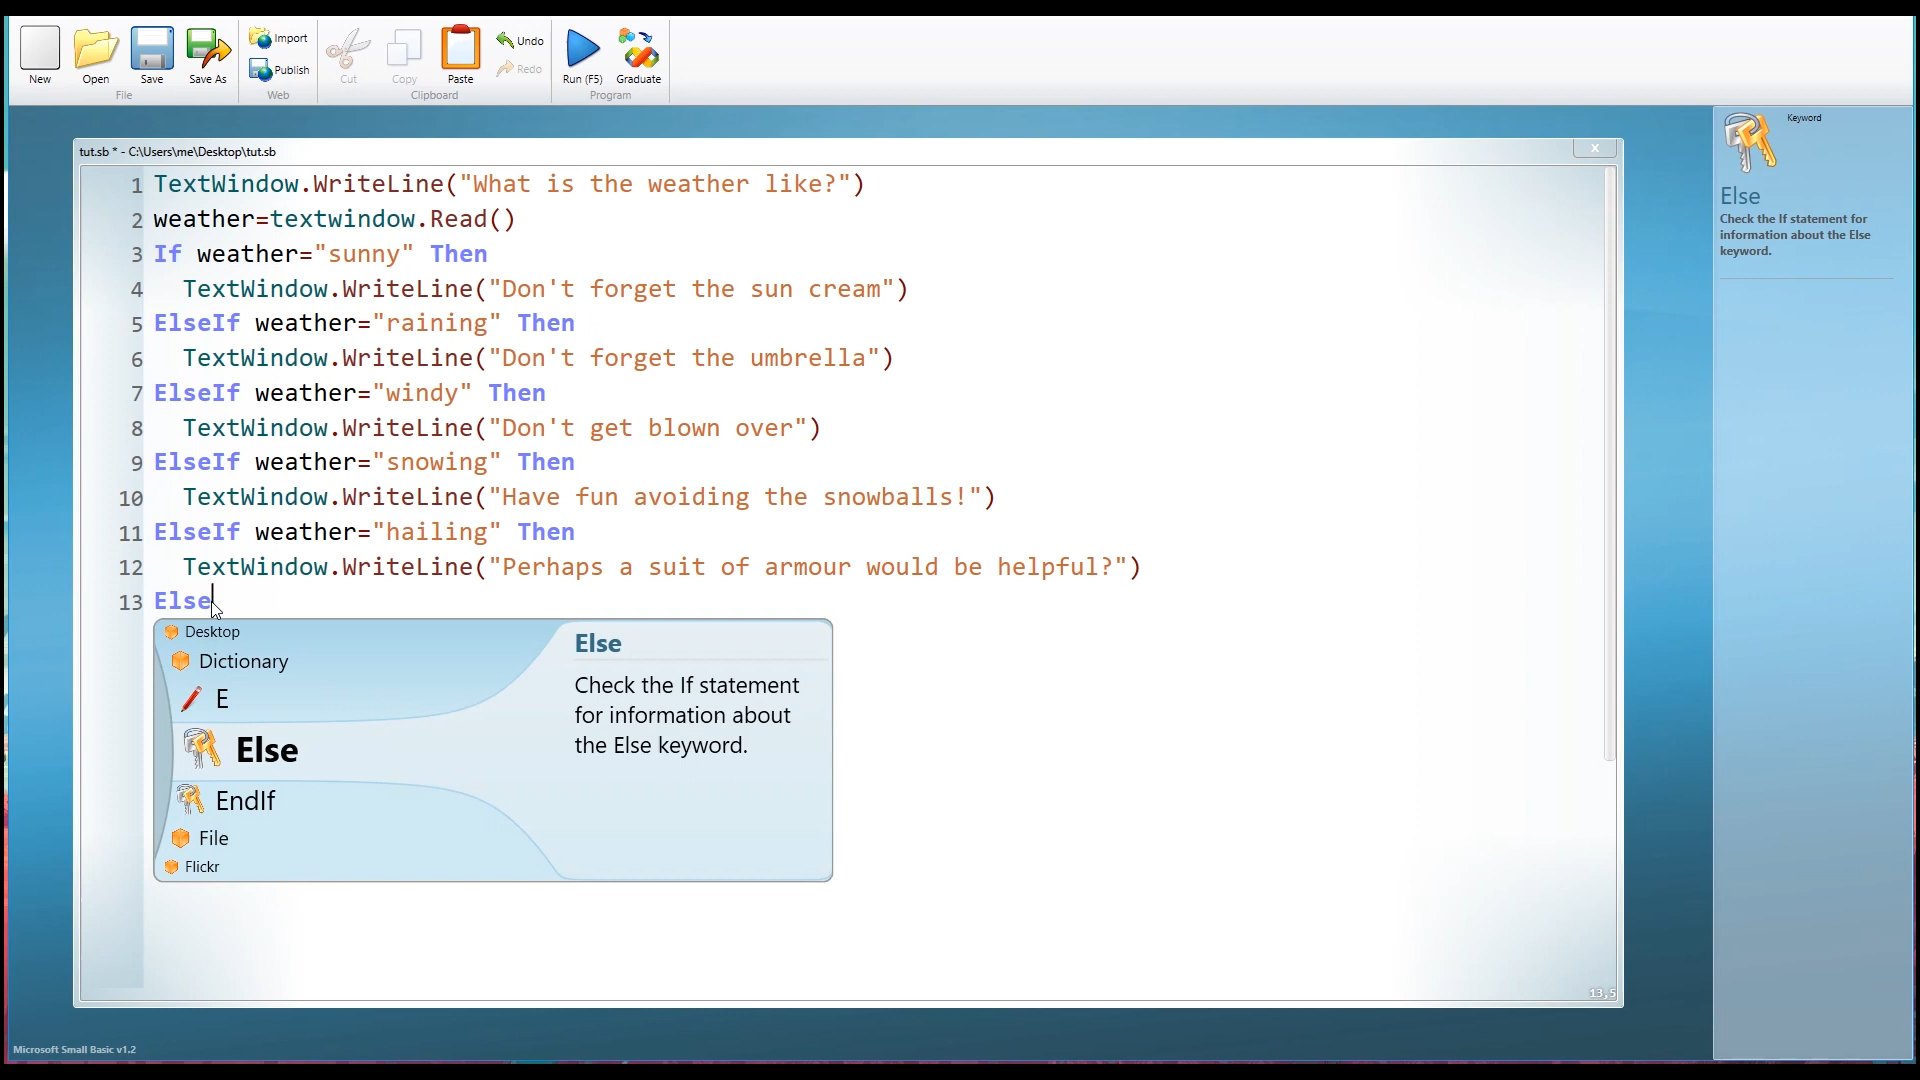 New
Open
Save
Save As
File
Import
Publish
Web
Cut
Copy
Paste
Undo
Redo
Clipboard
Run (F5)
Graduate
Program
tut.sb * - C:\Users\me\Desktop\tut.sb
x
1 TextWindow.WriteLine("What is the weather like?")
2 weather=textwindow.Read()
3 If weather="sunny" Then
4 TextWindow.WriteLine("Don't forget the sun cream")
5 ElseIf weather="raining" Then
6 TextWindow.WriteLine("Don't forget the umbrella")
7 ElseIf weather="windy" Then
8 TextWindow.WriteLine("Don't get blown over")
9 ElseIf weather="snowing" Then
10 TextWindow.WriteLine("Have fun avoiding the snowballs!")
11 ElseIf weather="hailing" Then
12 TextWindow.WriteLine("Perhaps a suit of armour would be helpful?")
13 Else
Desktop
Dictionary
E
Else
EndIf
File
Flickr
Else
Check the If statement
for information about
the Else keyword.
13,5
Keyword
Else
Check the If statement for
information about the Else
keyword.
Microsoft Small Basic v1.2